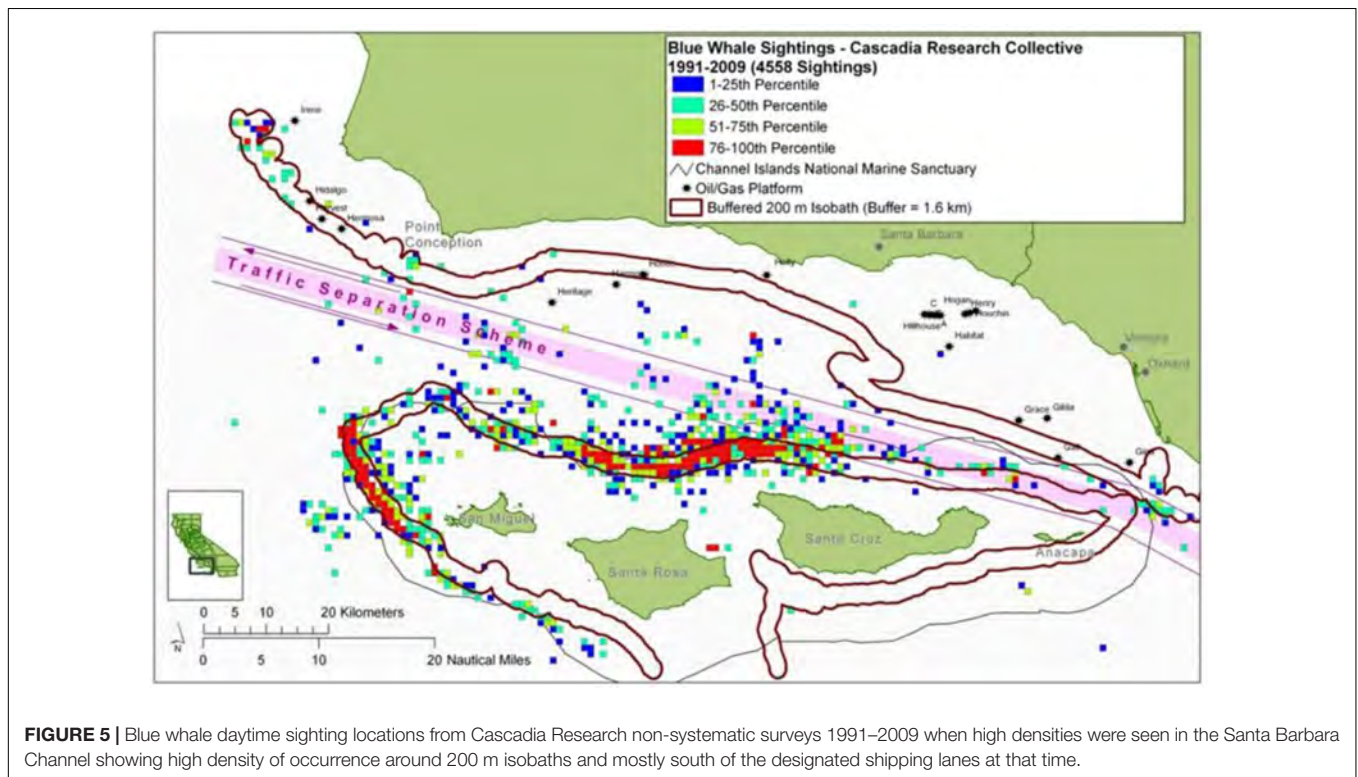 Blue Whale Sightings - Cascadia Research Collective
1991-2009 (4558 Sightings)
1-25th Percentile
26-50th Percentile
51-75th Percentile
76-100th Percentile
Channel Islands National Marine Sanctuary
Oil/Gas Platform
Buffered 200 m Isobath (Buffer = 1.6 km)
Irene
Hidalgo
Harvest
Hermosa
Point
Conception
Santa Barbara
Traffic Separation Scheme
Heritage
Holly
C
Hogan
Henry
Houchin
Hillhouse
A
Habitat
Ventura
Oxnard
Grace
Gilda
Gail
San Miguel
Santa Rosa
Santa Cruz
Anacapa
0 5 10 20 Kilometers
N
0 5 10 20 Nautical Miles
FIGURE 5 | Blue whale daytime sighting locations from Cascadia Research non-systematic surveys 1991–2009 when high densities were seen in the Santa Barbara
Channel showing high density of occurrence around 200 m isobaths and mostly south of the designated shipping lanes at that time.